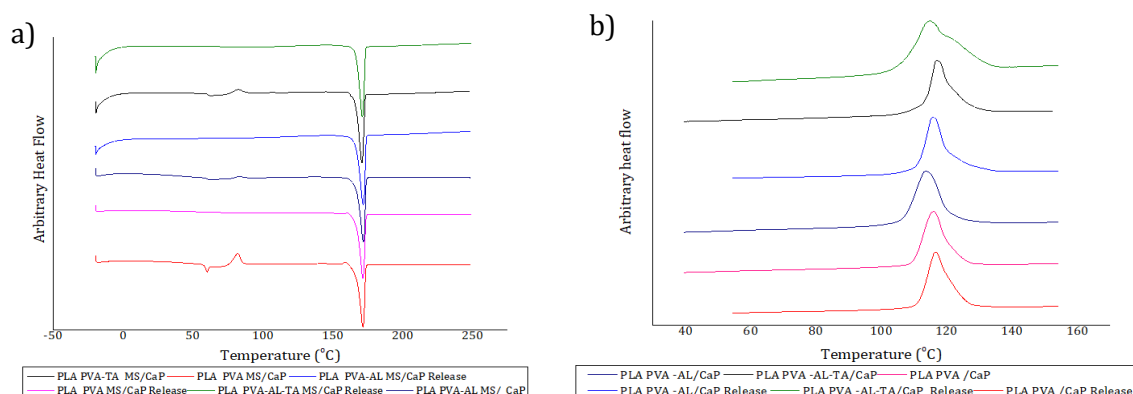 a)
Arbitrary Heat Flow
-50 0 50 100 150 200 250
Temperature (°C)
PLA PVA-TA MS/CaP PLA PVA MS/CaP PLA PVA-AL MS/CaP Release
PLA PVA MS/CaP Release PLA PVA-AL-TA MS/CaP Release PLA PVA-AL MS/ CaP
b)
Arbitrary heat flow
40 60 80 100 120 140 160
Temperature (°C)
PLA PVA -AL/CaP PLA PVA -AL-TA/CaP PLA PVA /CaP
PLA PVA -AL/CaP Release PLA PVA -AL-TA/CaP Release PLA PVA /CaP Release